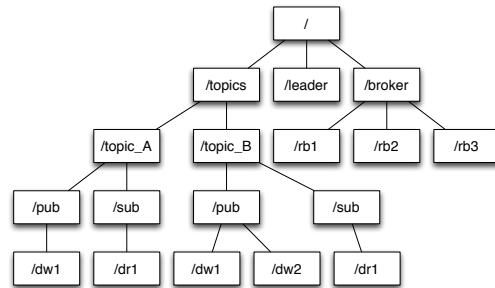 /
/topics
/leader
/broker
/topic_A
/topic_B
/rb1
/rb2
/rb3
/pub
/sub
/pub
/sub
/dw1
/dr1
/dw1
/dw2
/dr1